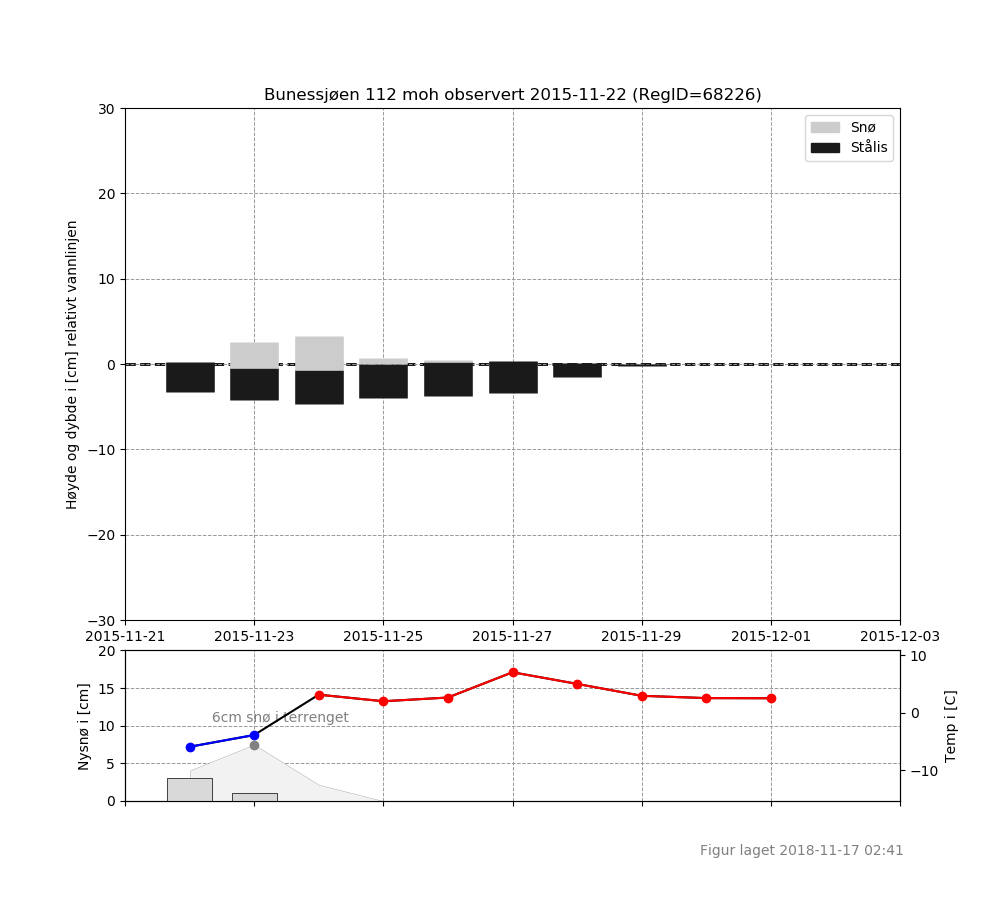 Bunessjøen 112 moh observert 2015-11-22 (RegID=68226)
Snø
Stålis
Høyde og dybde i [cm] relativt vannlinjen
30
20
10
0
−10
−20
−30
2015-11-21 2015-11-23 2015-11-25 2015-11-27 2015-11-29 2015-12-01 2015-12-03
Nysnø i [cm]
20
15
10
5
0
6cm snø i terrenget
10
0
−10
Temp i [C]
Figur laget 2018-11-17 02:41